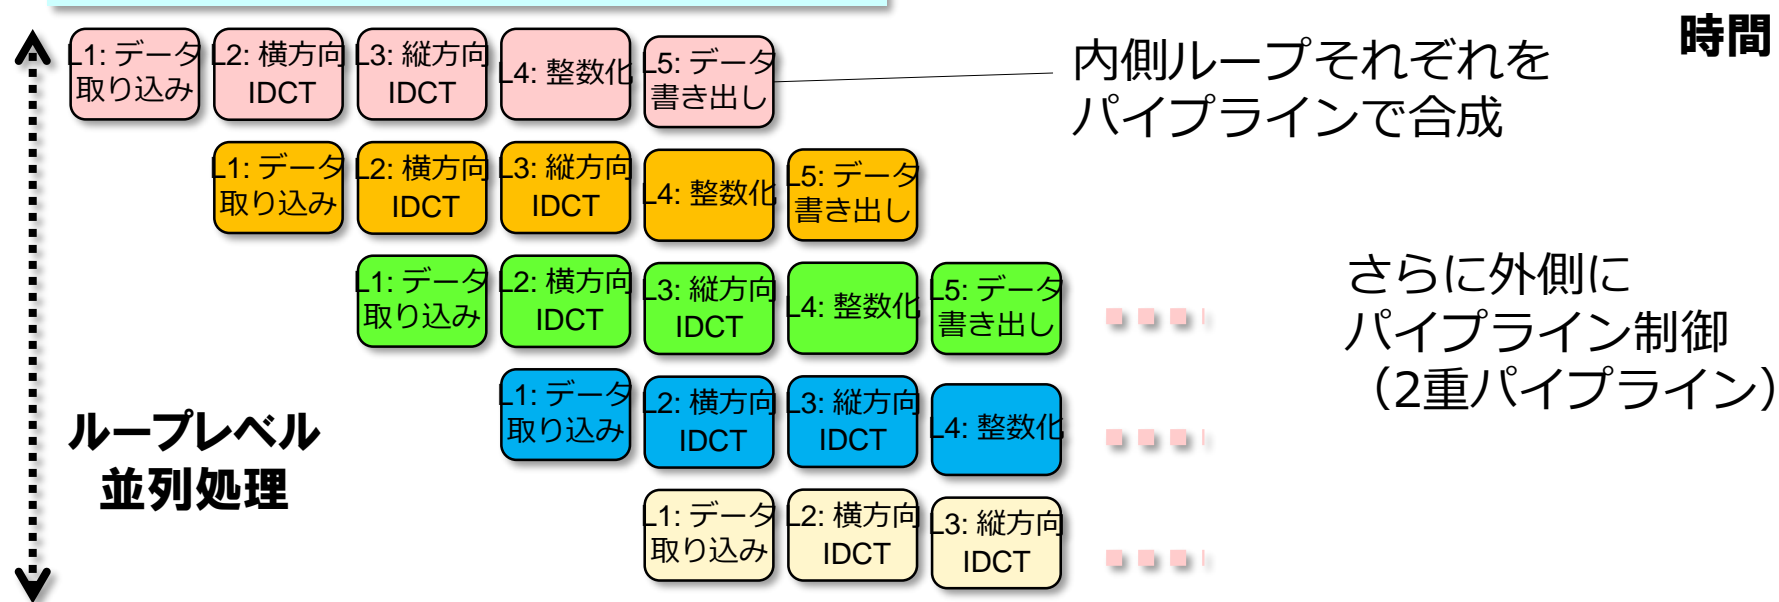 時間
L1: データ
取り込み
L2: 横方向
IDCT
L3: 縦方向
IDCT
L4: 整数化
L5: データ
書き出し
内側ループそれぞれを
パイプラインで合成
L1: データ
取り込み
L2: 横方向
IDCT
L3: 縦方向
IDCT
L4: 整数化
L5: データ
書き出し
L1: データ
取り込み
L2: 横方向
IDCT
L3: 縦方向
IDCT
L4: 整数化
L5: データ
書き出し
さらに外側に
パイプライン制御
（2重パイプライン）
L1: データ
取り込み
L2: 横方向
IDCT
L3: 縦方向
IDCT
L4: 整数化
ループレベル
並列処理
L1: データ
取り込み
L2: 横方向
IDCT
L3: 縦方向
IDCT